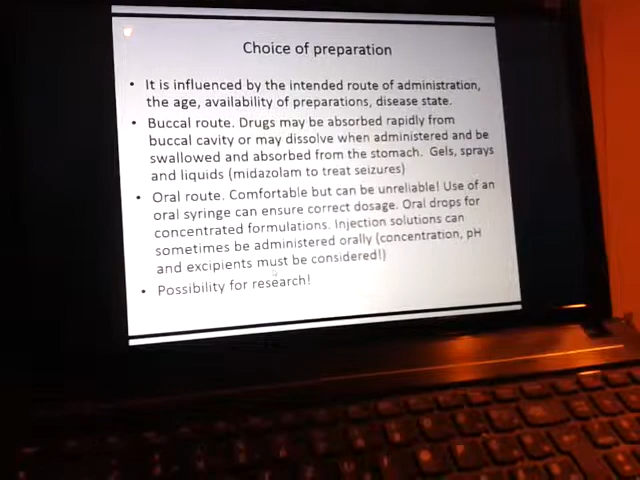 Choice of preparation
• It is influenced by the intended route of administration,
the age, availability of preparations, disease state.
• Buccal route. Drugs may be absorbed rapidly from
buccal cavity or may dissolve when administered and be
swallowed and absorbed from the stomach. Gels, sprays
and liquids (midazolam to treat seizures)
• Oral route. Comfortable but can be unreliable! Use of an
oral syringe can ensure correct dosage. Oral drops for
concentrated formulations. Injection solutions can
sometimes be administered orally (concentration, pH
and excipients must be considered!)
• Possibility for research!